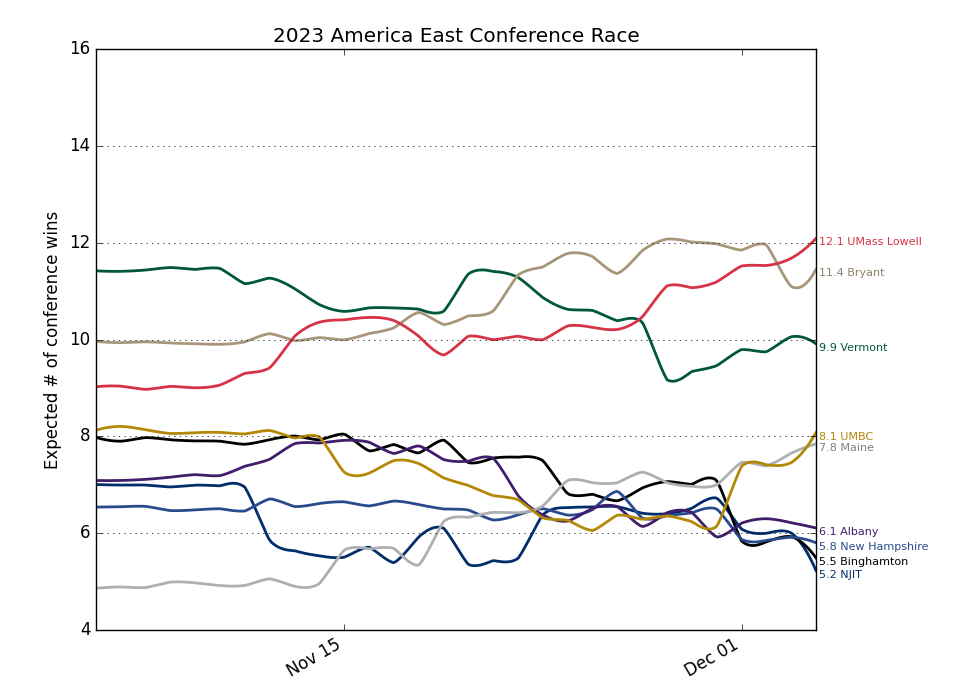 2023 America East Conference Race
Expected # of conference wins
16
14
12
10
8
6
4
Nov 15
Dec 01
12.1 UMass Lowell
11.4 Bryant
9.9 Vermont
8.1 UMBC
7.8 Maine
6.1 Albany
5.8 New Hampshire
5.5 Binghamton
5.2 NJIT